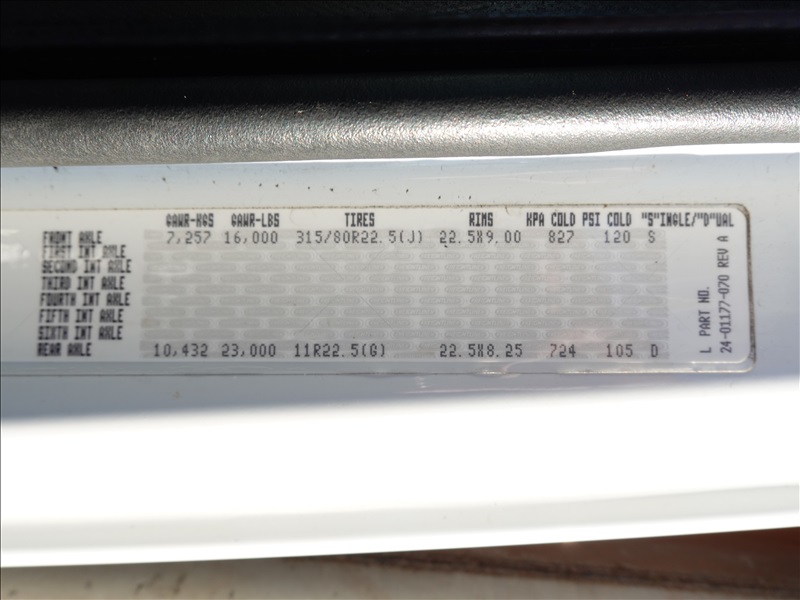 GAWR-KGS GAWR-LBS TIRES RIMS KPA COLD PSI COLD "S"INGLE/"D"UAL
FRONT AXLE 7,257 16,000 315/80R22.5(J) 22.5X9.00 827 120 S
FIRST INT AXLE
SECOND INT AXLE
THIRD INT AXLE
FOURTH INT AXLE
FIFTH INT AXLE
SIXTH INT AXLE
REAR AXLE 10,432 23,000 11R22.5(G) 22.5X8.25 724 105 D
L PART NO.
24-01177-070 REV A